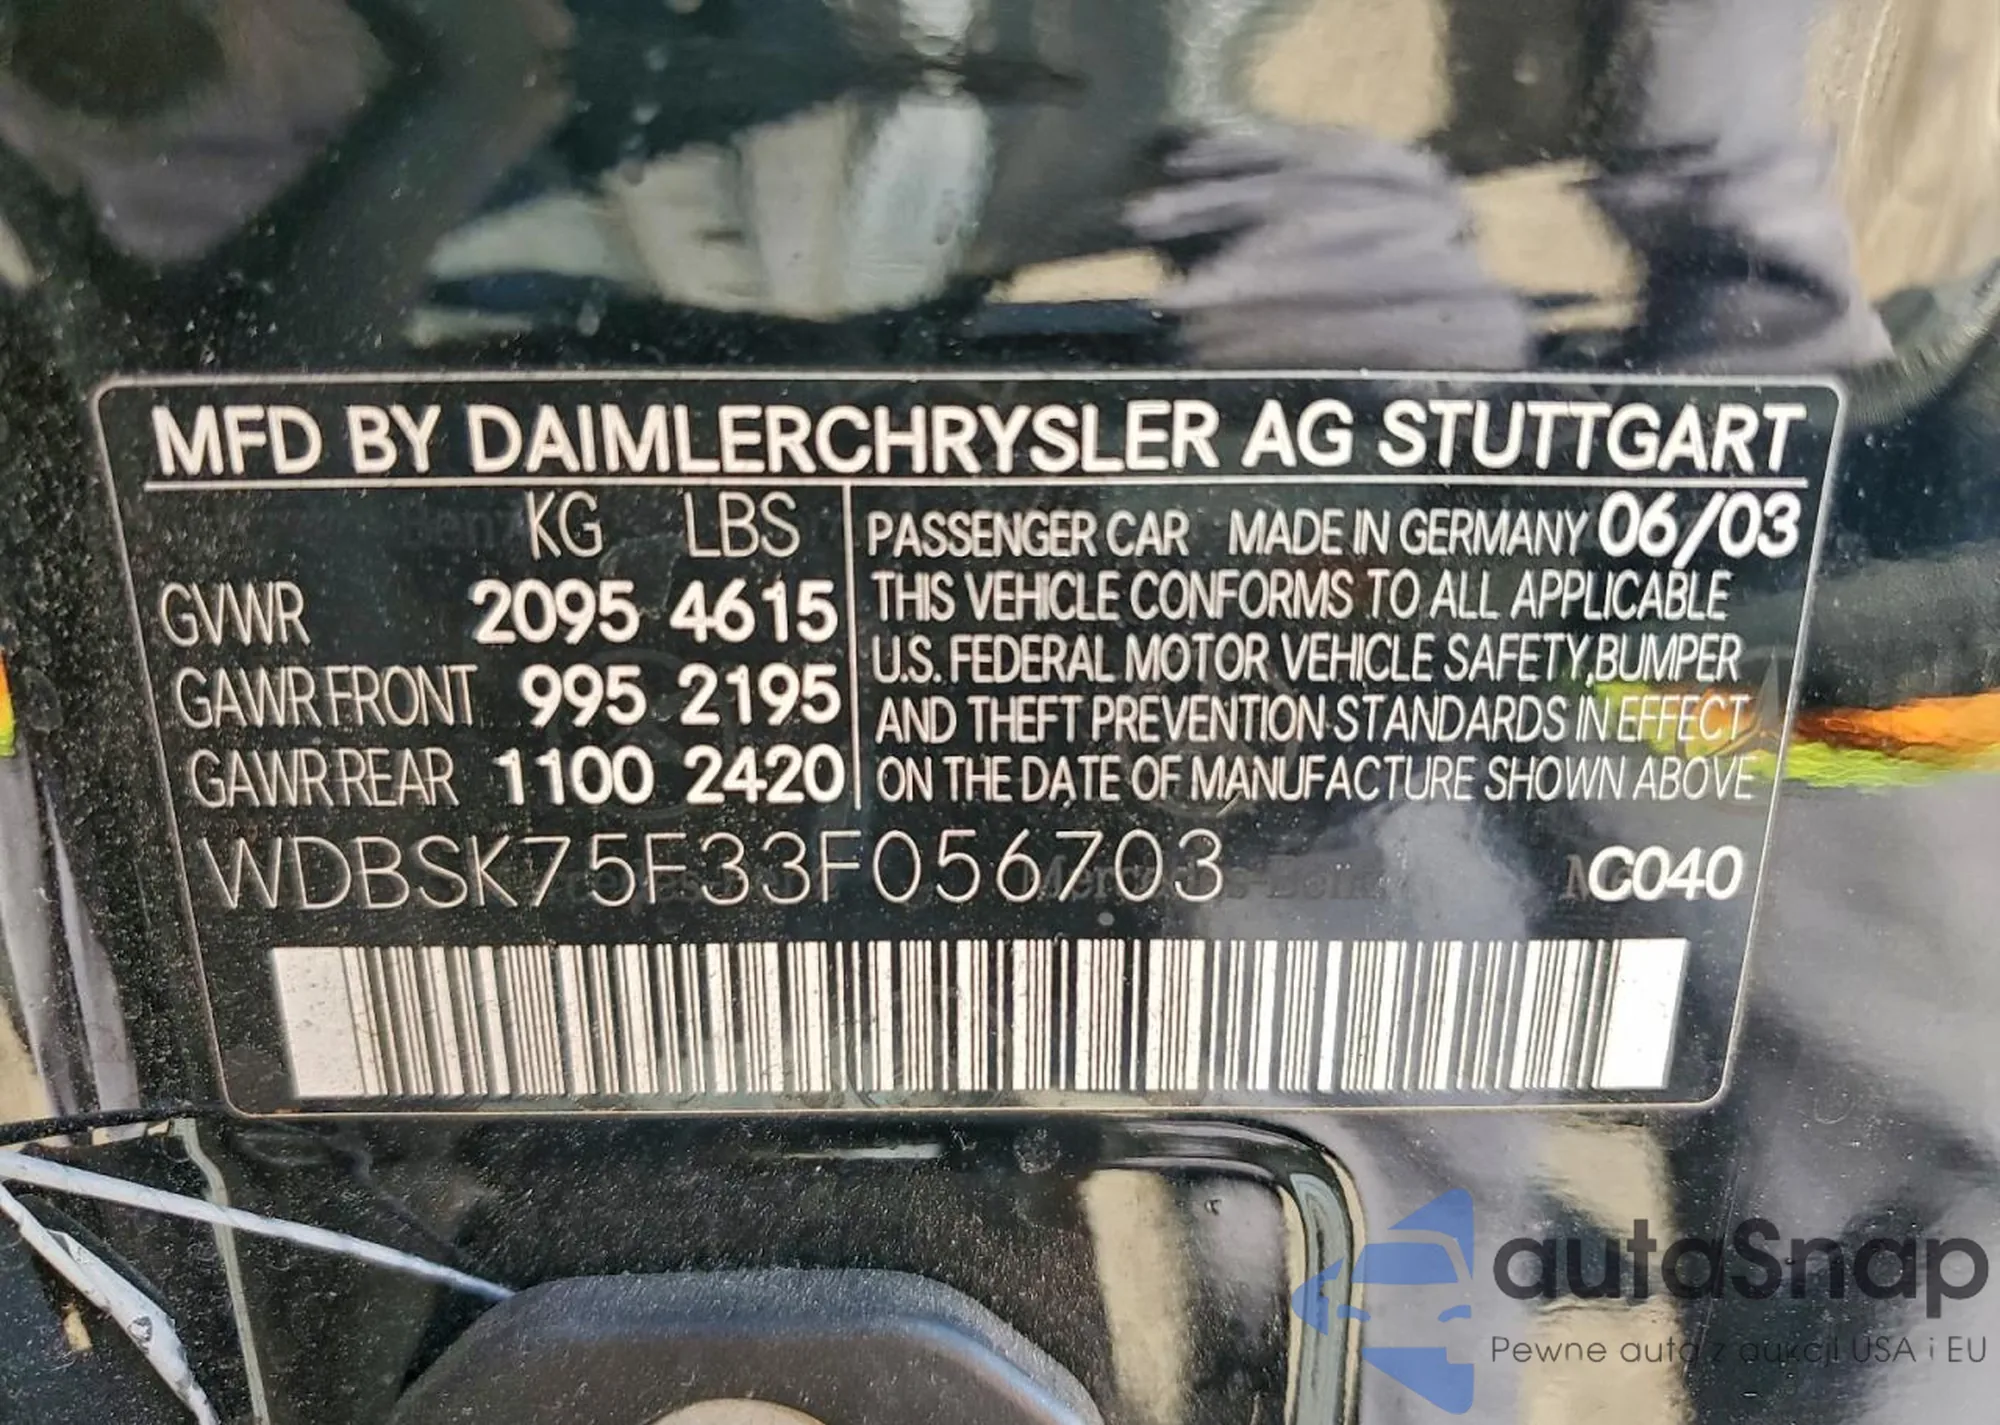 MFD BY DAIMLERCHRYSLER AG STUTTGART
KG LBS
GVWR 2095 4615
GAWR FRONT 995 2195
GAWR REAR 1100 2420
PASSENGER CAR MADE IN GERMANY 06/03
THIS VEHICLE CONFORMS TO ALL APPLICABLE
U.S. FEDERAL MOTOR VEHICLE SAFETY, BUMPER
AND THEFT PREVENTION STANDARDS IN EFFECT
ON THE DATE OF MANUFACTURE SHOWN ABOVE
WDBSK75F33F056703 C040
autoSnap
Pewne auta z aukcji USA i EU